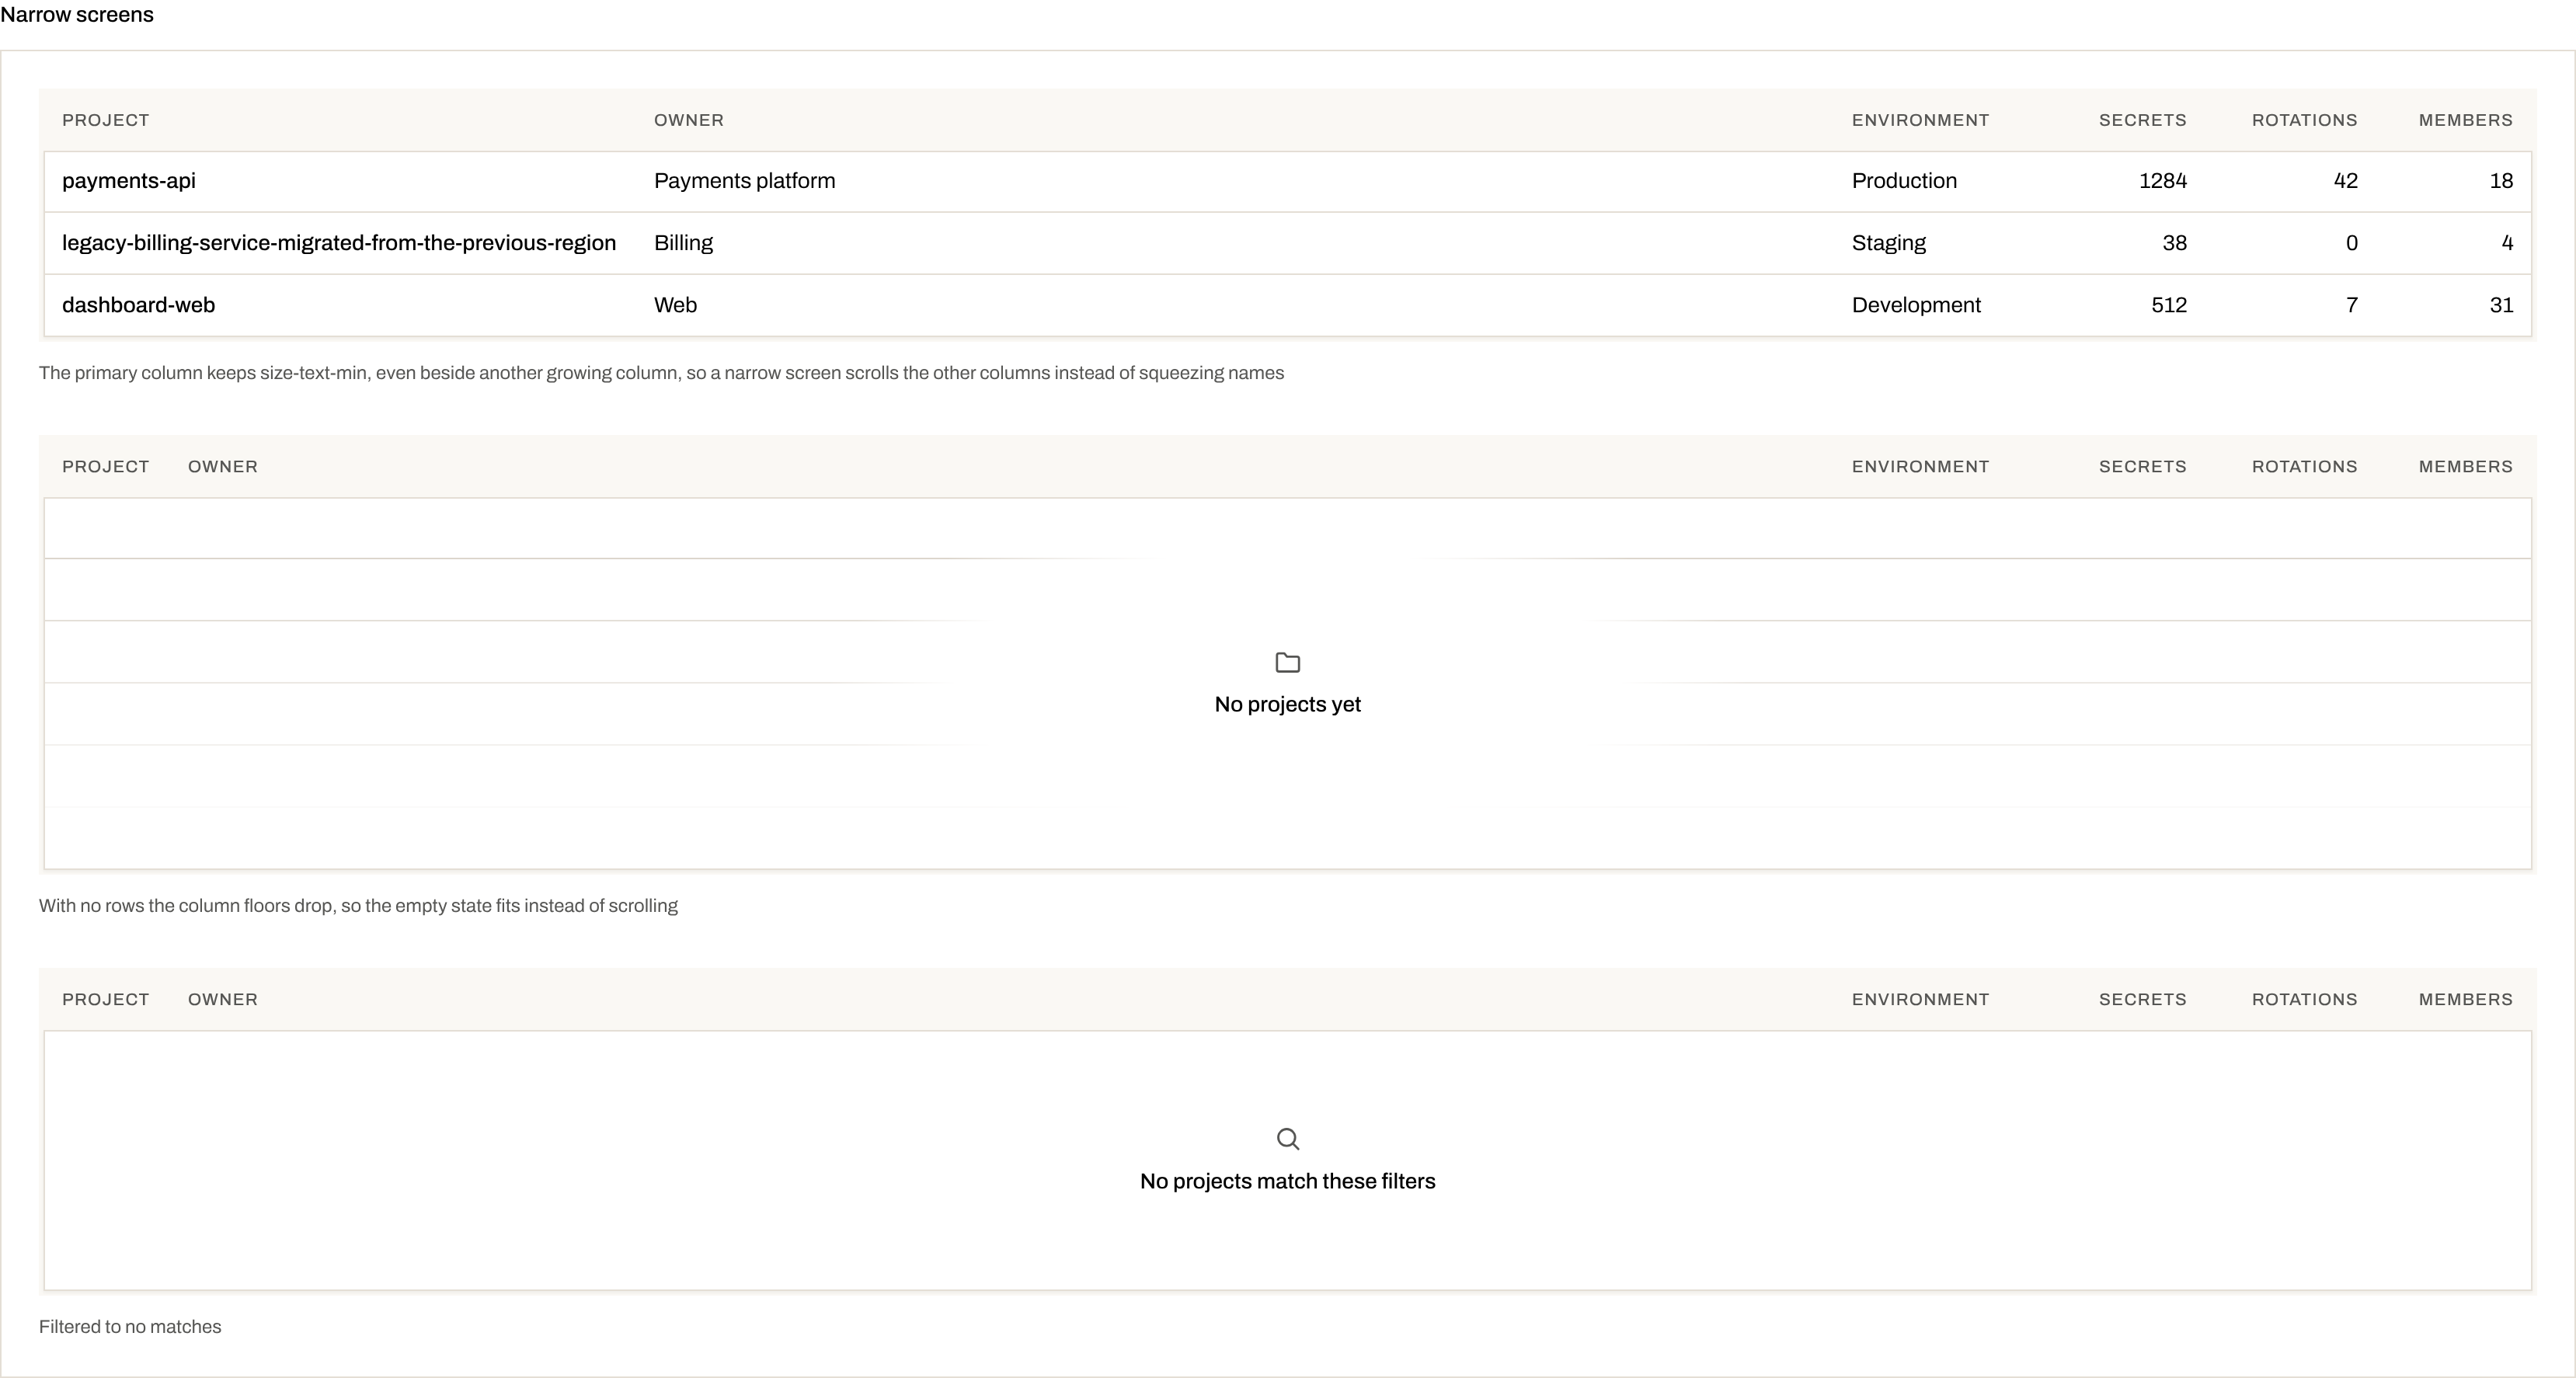 Narrow screens
PROJECT OWNER ENVIRONMENT SECRETS ROTATIONS MEMBERS
payments-api Payments platform Production 1284 42 18
legacy-billing-service-migrated-from-the-previous-region Billing Staging 38 0 4
dashboard-web Web Development 512 7 31
The primary column keeps size-text-min, even beside another growing column, so a narrow screen scrolls the other columns instead of squeezing names
PROJECT OWNER ENVIRONMENT SECRETS ROTATIONS MEMBERS
No projects yet
With no rows the column floors drop, so the empty state fits instead of scrolling
PROJECT OWNER ENVIRONMENT SECRETS ROTATIONS MEMBERS
No projects match these filters
Filtered to no matches